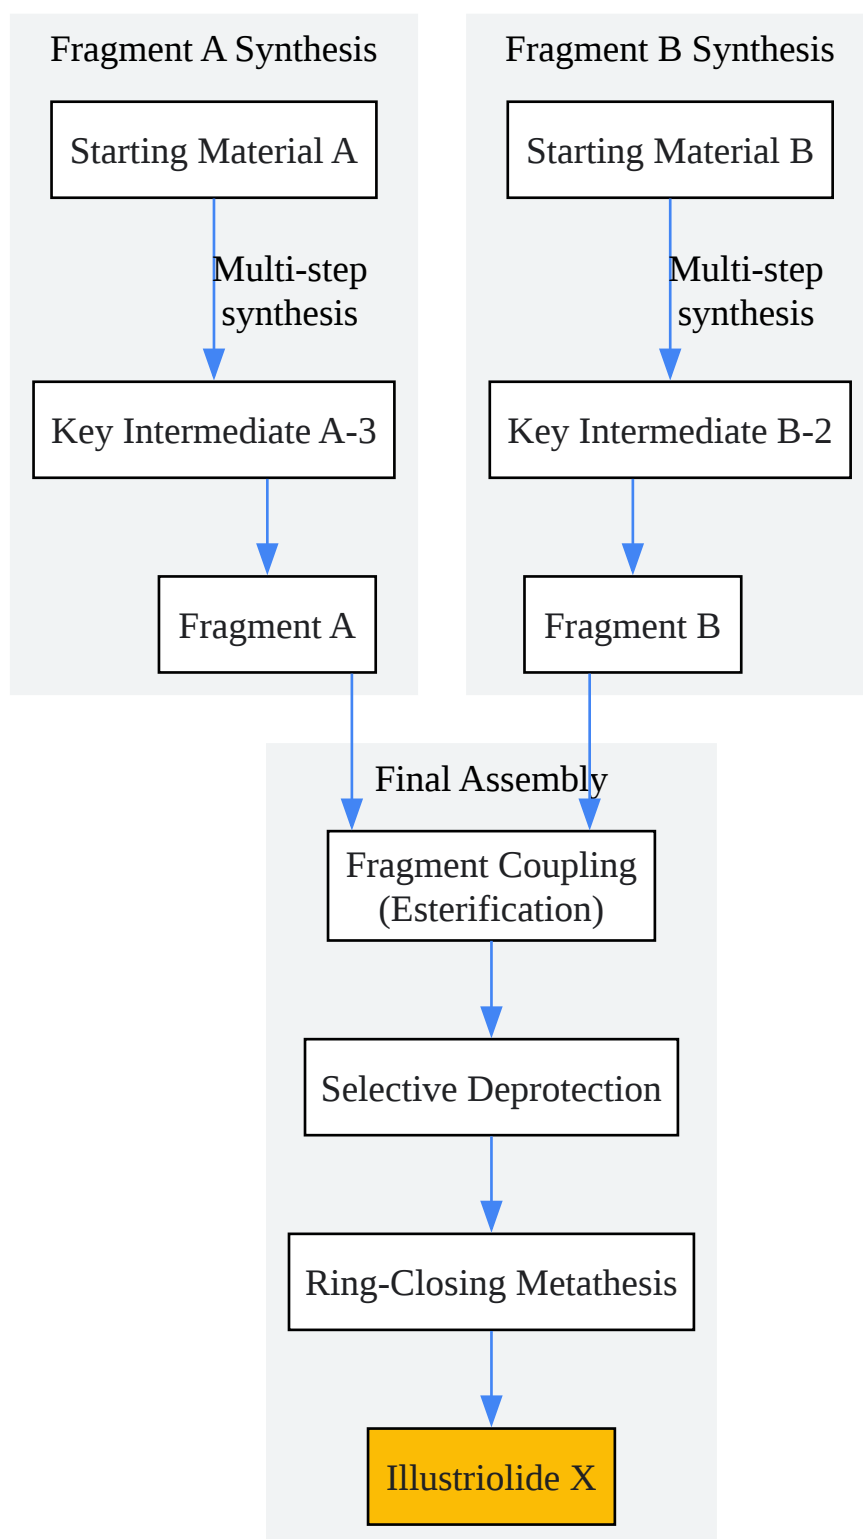 Fragment A Synthesis
Starting Material A
Multi-step
synthesis
Key Intermediate A-3
Fragment A
Fragment B Synthesis
Starting Material B
Multi-step
synthesis
Key Intermediate B-2
Fragment B
Final Assembly
Fragment Coupling
(Esterification)
Selective Deprotection
Ring-Closing Metathesis
Illustriolide X